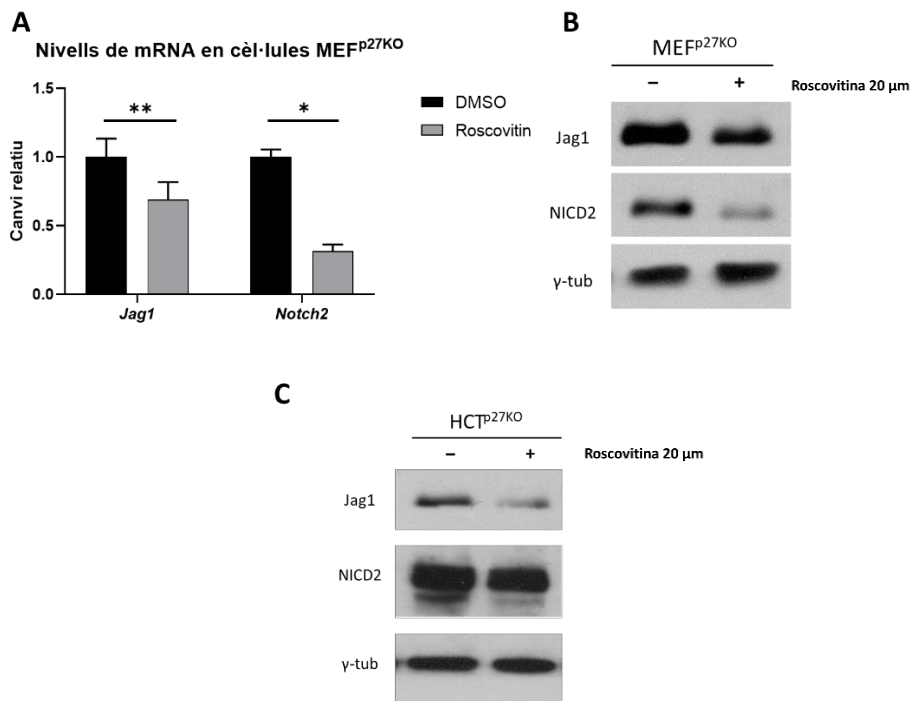 A
Nivells de mRNA en cèl·lules MEFp27KO
Canvi relatiu
1.5
1.0
0.5
0.0
**
*
Jag1
Notch2
DMSO
Roscovitin
B
MEFp27KO
– +
Roscovitina 20 μm
Jag1
NICD2
γ-tub
C
HCTp27KO
– +
Roscovitina 20 μm
Jag1
NICD2
γ-tub